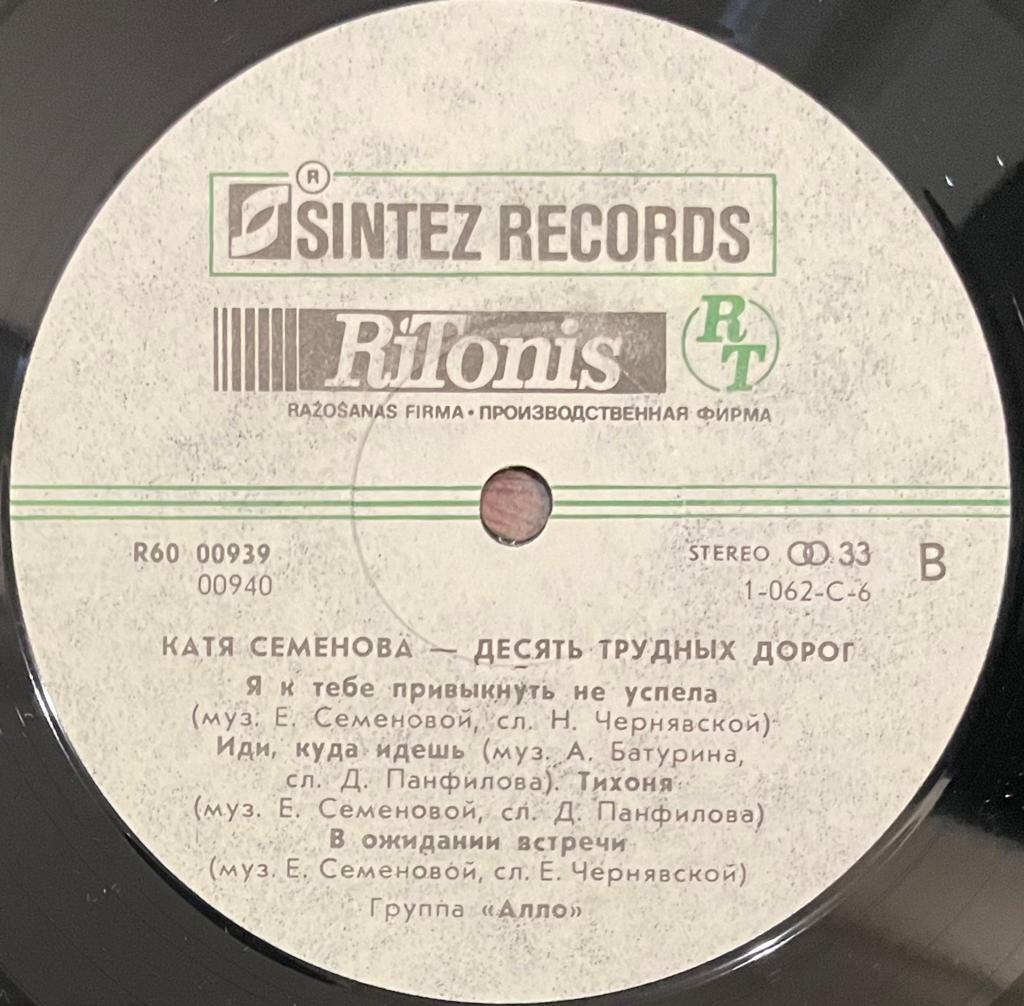 ®
SINTEZ RECORDS
RiTonis RT
RAŽOŠANAS FIRMA • ПРОИЗВОДСТВЕННАЯ ФИРМА
R60 00939 STEREO 33 B
00940 1-062-C-6
КАТЯ СЕМЕНОВА — ДЕСЯТЬ ТРУДНЫХ ДОРОГ
Я к тебе привыкнуть не успела
(муз. Е. Семеновой, сл. Н. Чернявской)
Иди, куда идешь (муз. А. Батурина,
сл. Д. Панфилова). Тихоня
(муз. Е. Семеновой, сл. Д. Панфилова)
В ожидании встречи
(муз. Е. Семеновой, сл. Е. Чернявской)
Группа «Алло»